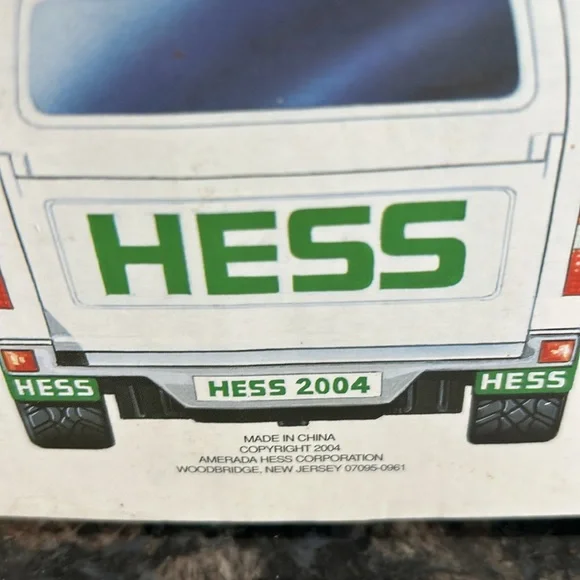 HESS
HESS
HESS 2004
HESS
MADE IN CHINA
COPYRIGHT 2004
AMERADA HESS CORPORATION
WOODBRIDGE, NEW JERSEY 07095-0961